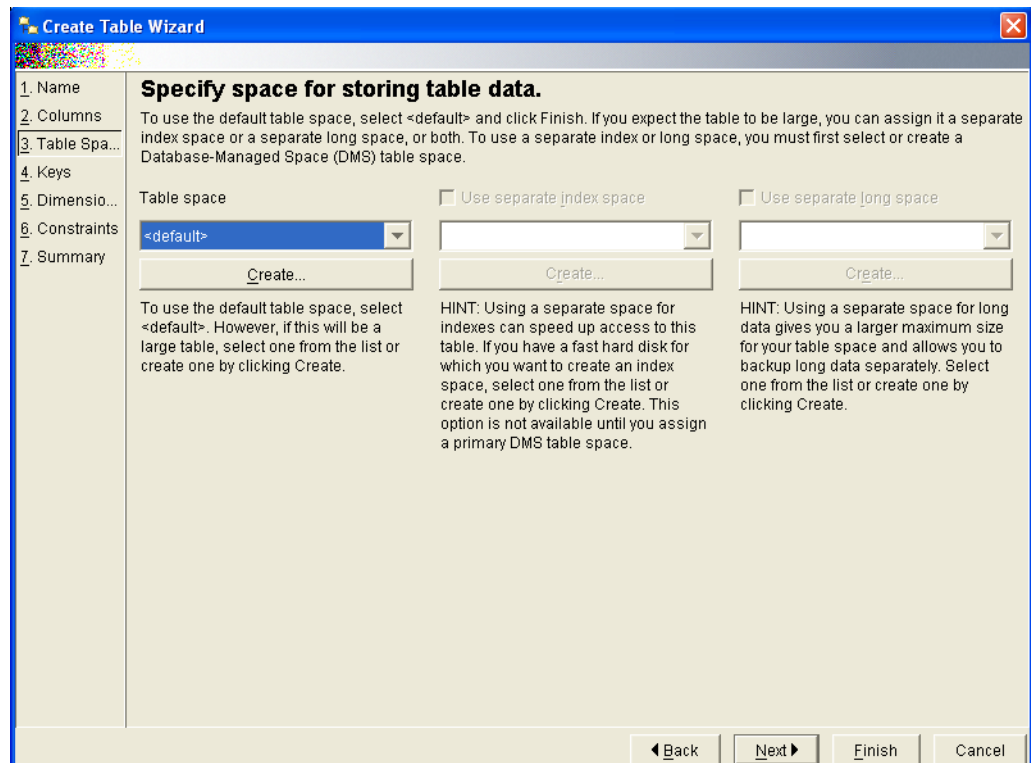 Create Table Wizard
1. Name
2. Columns
3. Table Spa...
4. Keys
5. Dimensio...
6. Constraints
7. Summary
Specify space for storing table data.
To use the default table space, select <default> and click Finish. If you expect the table to be large, you can assign it a separate
index space or a separate long space, or both. To use a separate index or long space, you must first select or create a
Database-Managed Space (DMS) table space.
Table space
<default>
Create...
To use the default table space, select
<default>. However, if this will be a
large table, select one from the list or
create one by clicking Create.
Use separate index space
Create...
HINT: Using a separate space for
indexes can speed up access to this
table. If you have a fast hard disk for
which you want to create an index
space, select one from the list or
create one by clicking Create. This
option is not available until you assign
a primary DMS table space.
Use separate long space
Create...
HINT: Using a separate space for long
data gives you a larger maximum size
for your table space and allows you to
backup long data separately. Select
one from the list or create one by
clicking Create.
Back
Next
Finish
Cancel